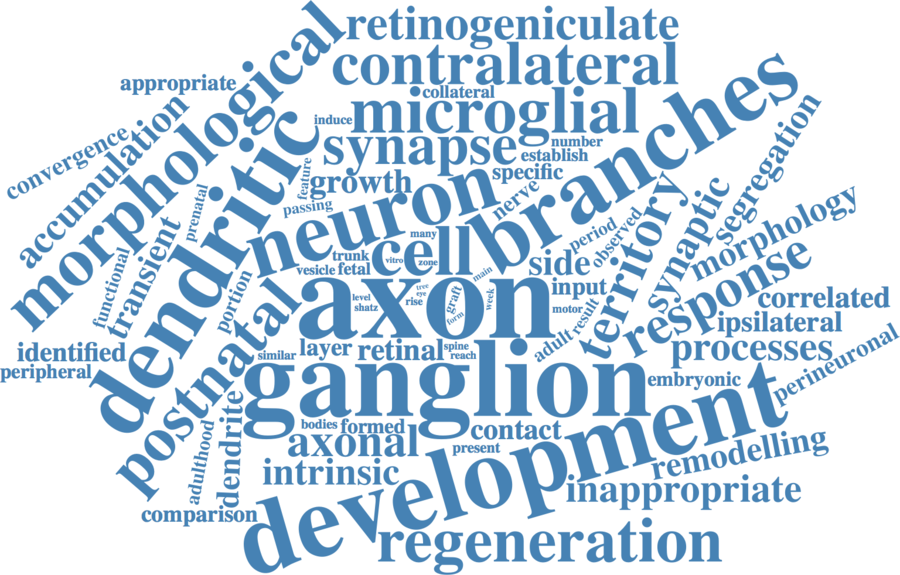 retinogeniculate
contralateral
morphological
appropriate
collateral
microglial
branches
accumulation
induce
synapse
number
establish
segregation
convergence
dendritic
feature
growth
specific
prenatal
passing
neuron
nerve
territory
synaptic
morphology
transient
functional
many
cell
period
observed
trunk
vitro
zone
vesicle
fetal
side
main
input
response
portion
axon
tree
eye
level
shatz
rise
graft
form
week
motor
result
adult
correlated
ipsilateral
postnatal
identified
peripheral
similar
layer
retinal
spine
reach
processes
perineuronal
ganglion
embryonic
development
dendrite
adulthood
bodies
formed
contact
axonal
present
remodelling
intrinsic
inappropriate
comparison
regeneration